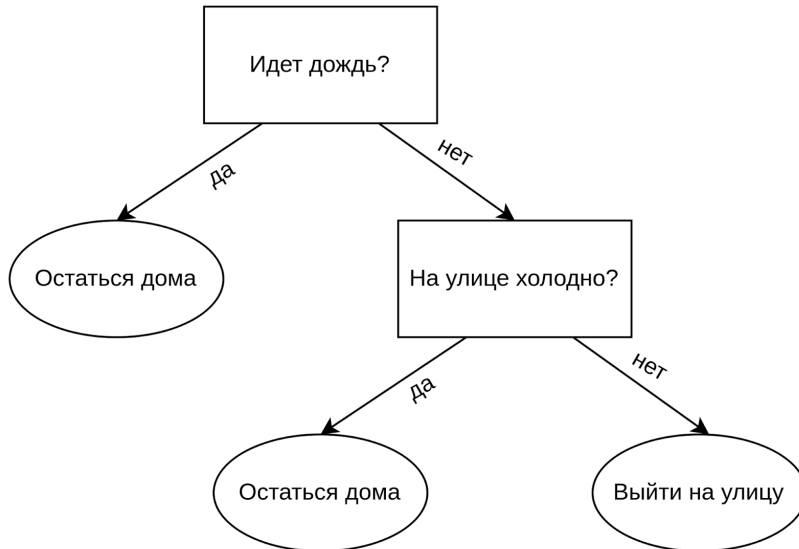 Идет дождь?
да
нет
Остаться дома
На улице холодно?
да
нет
Остаться дома
Выйти на улицу